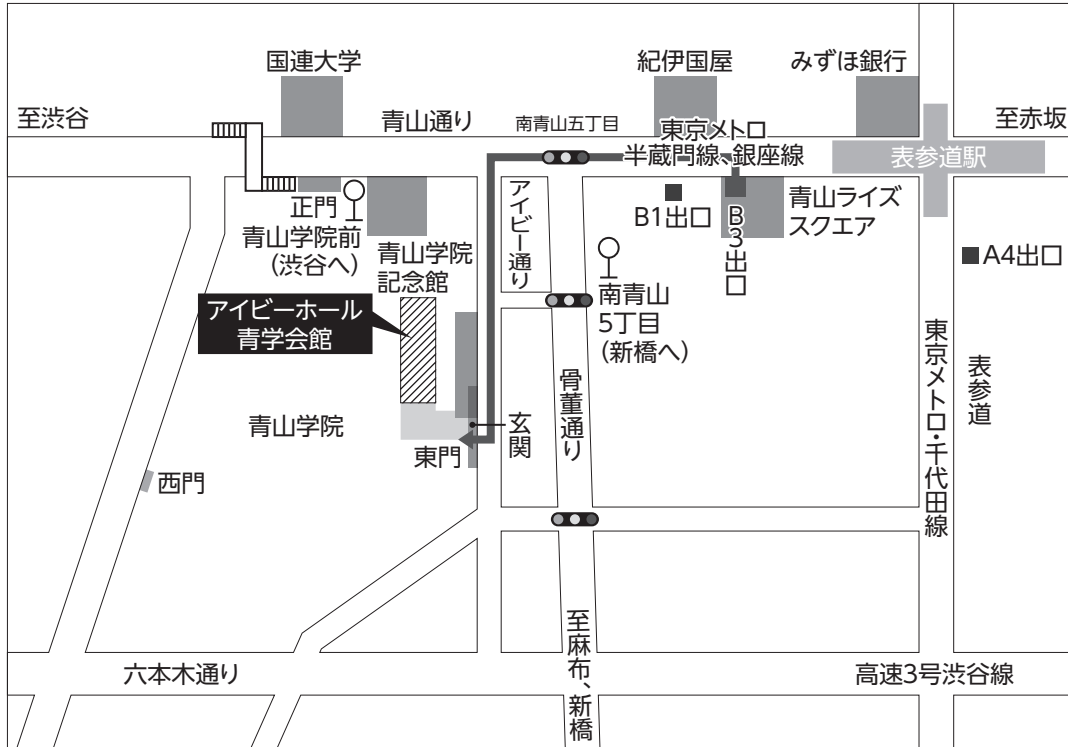 国連大学
紀伊国屋
みずほ銀行
至渋谷
青山通り
南青山五丁目
東京メトロ
半蔵門線、銀座線
至赤坂
表参道駅
正門
青山学院前
(渋谷へ)
青山学院
記念館
アイビー通り
B1出口
B3出口
青山ライズ
スクエア
A4出口
南青山
5丁目
(新橋へ)
アイビーホール
青学会館
東京メトロ・千代田線
表参道
骨董通り
青山学院
玄関
東門
西門
六本木通り
至麻布、新橋
高速3号渋谷線